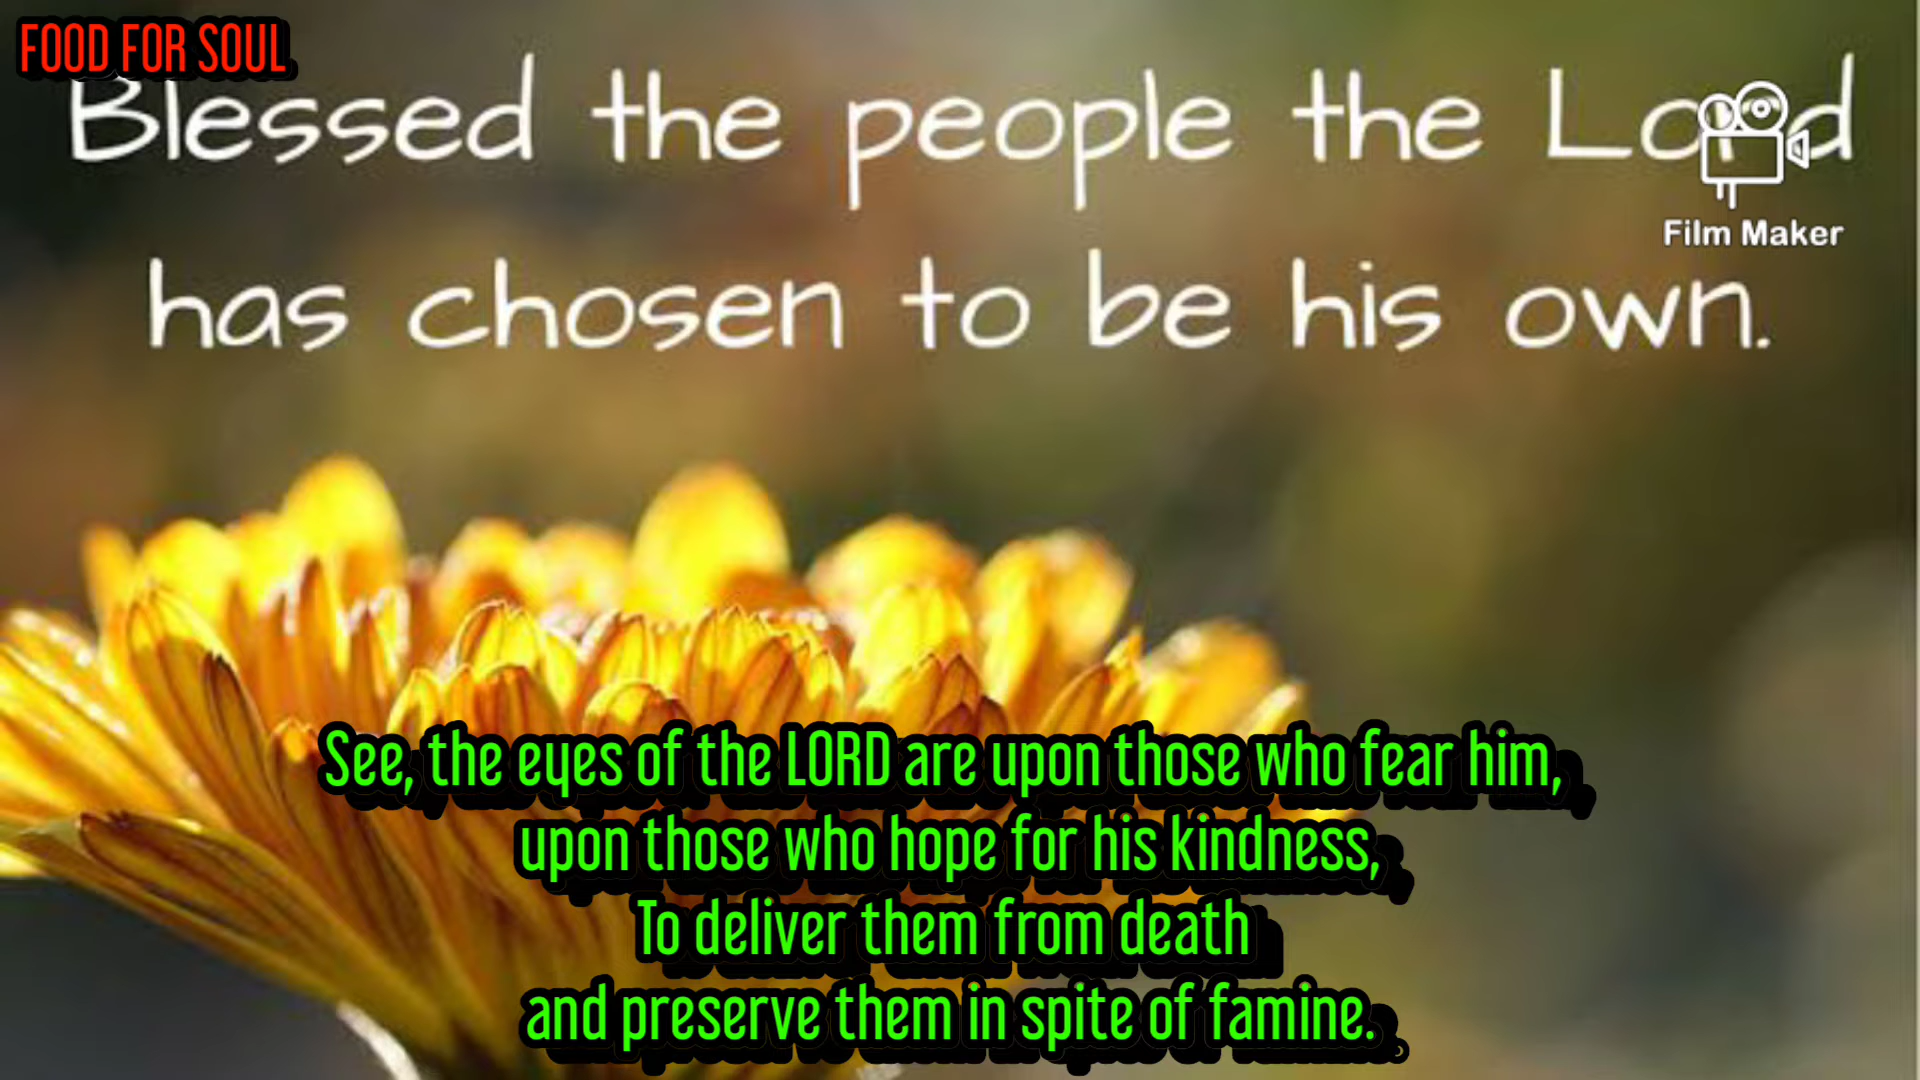 FOOD FOR SOUL
Blessed the people the Lord
Film Maker
has chosen to be his own.
See, the eyes of the LORD are upon those who fear him,
upon those who hope for his kindness,
To deliver them from death
and preserve them in spite of famine.